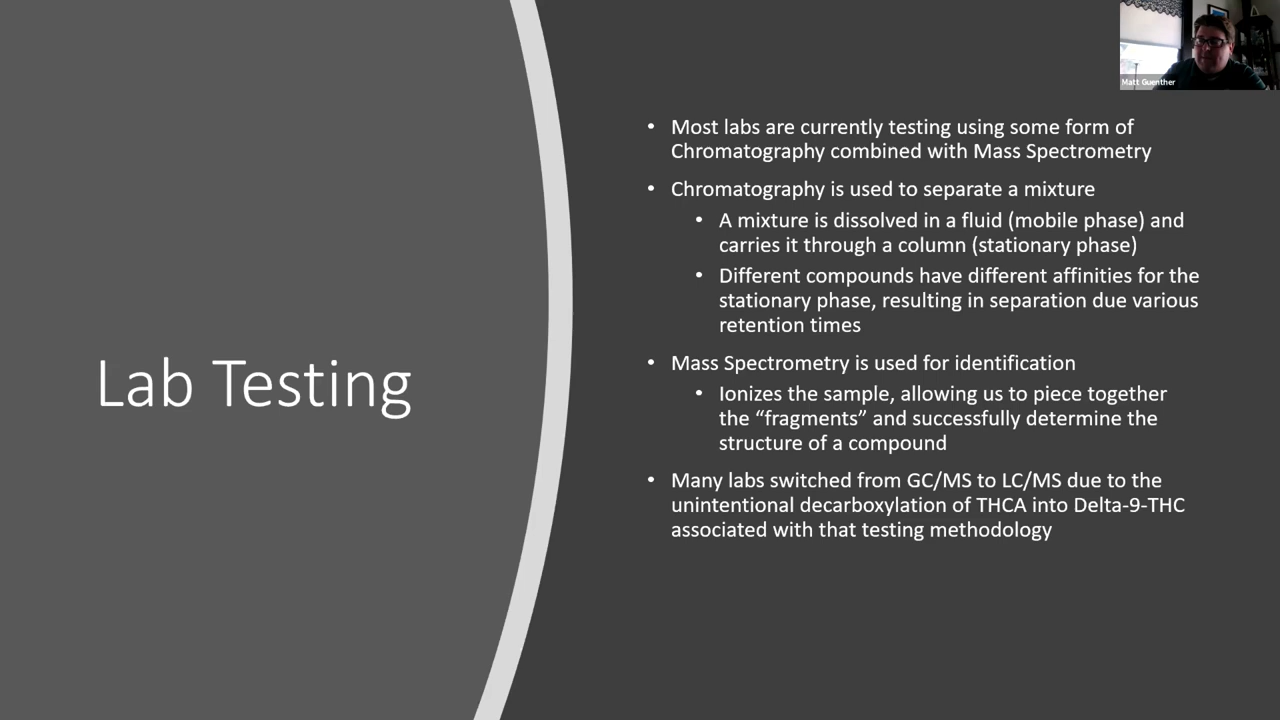 Matt Guenther
Lab Testing
• Most labs are currently testing using some form of
Chromatography combined with Mass Spectrometry
• Chromatography is used to separate a mixture
• A mixture is dissolved in a fluid (mobile phase) and
carries it through a column (stationary phase)
• Different compounds have different affinities for the
stationary phase, resulting in separation due various
retention times
• Mass Spectrometry is used for identification
• Ionizes the sample, allowing us to piece together
the “fragments” and successfully determine the
structure of a compound
• Many labs switched from GC/MS to LC/MS due to the
unintentional decarboxylation of THCA into Delta-9-THC
associated with that testing methodology